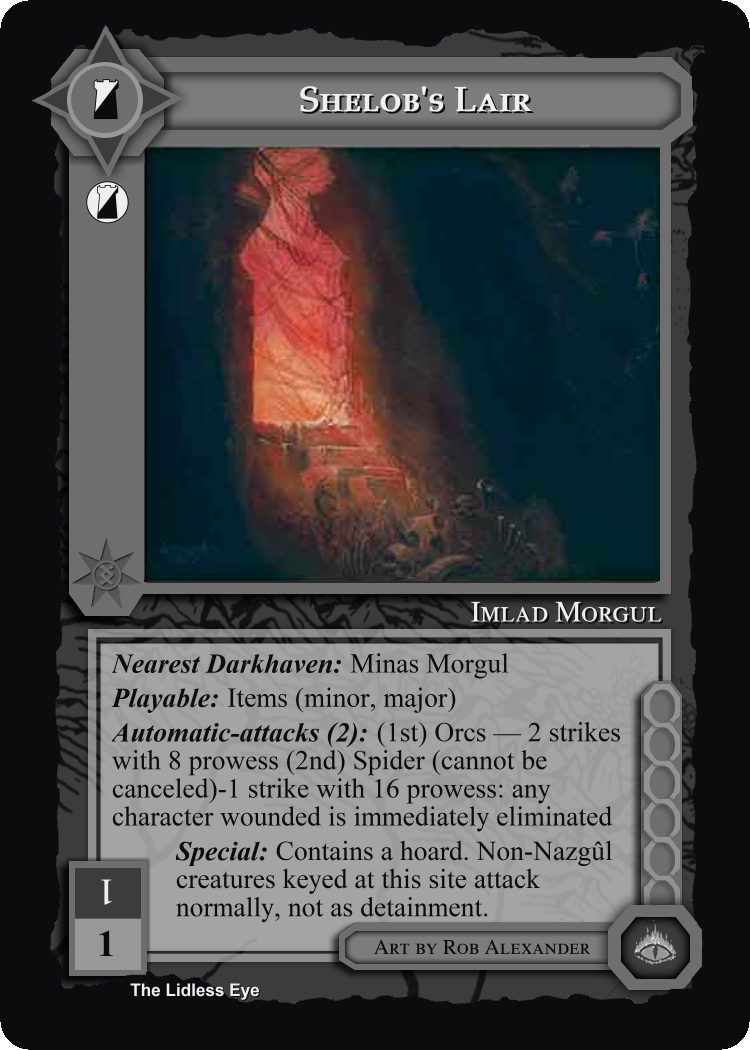 Shelob's Lair
Imlad Morgul
Nearest Darkhaven: Minas Morgul
Playable: Items (minor, major)
Automatic-attacks (2): (1st) Orcs — 2 strikes
with 8 prowess (2nd) Spider (cannot be
canceled)-1 strike with 16 prowess: any
character wounded is immediately eliminated
Special: Contains a hoard. Non-Nazgûl
creatures keyed at this site attack
normally, not as detainment.
1
1
Art by Rob Alexander
The Lidless Eye